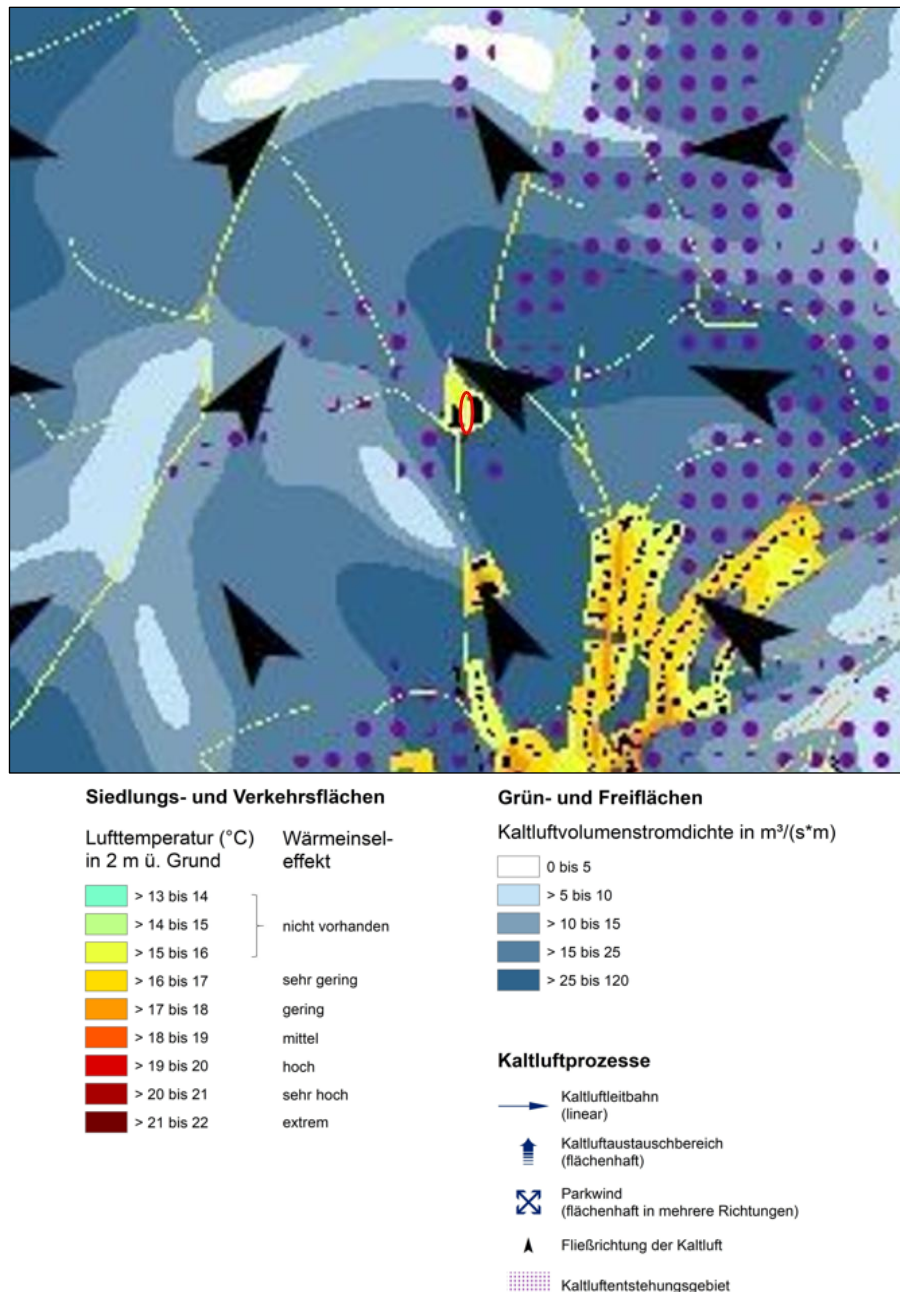 Siedlungs- und Verkehrsflächen
Lufttemperatur (°C)
in 2 m ü. Grund
Wärmeinsel-
effekt
> 13 bis 14
> 14 bis 15
nicht vorhanden
> 15 bis 16
> 16 bis 17
sehr gering
> 17 bis 18
gering
> 18 bis 19
mittel
> 19 bis 20
hoch
> 20 bis 21
sehr hoch
> 21 bis 22
extrem
Grün- und Freiflächen
Kaltluftvolumenstromdichte in m³/(s*m)
0 bis 5
> 5 bis 10
> 10 bis 15
> 15 bis 25
> 25 bis 120
Kaltluftprozesse
Kaltluftleitbahn
(linear)
Kaltluftaustauschbereich
(flächenhaft)
Parkwind
(flächenhaft in mehrere Richtungen)
Fließrichtung der Kaltluft
Kaltluftentstehungsgebiet